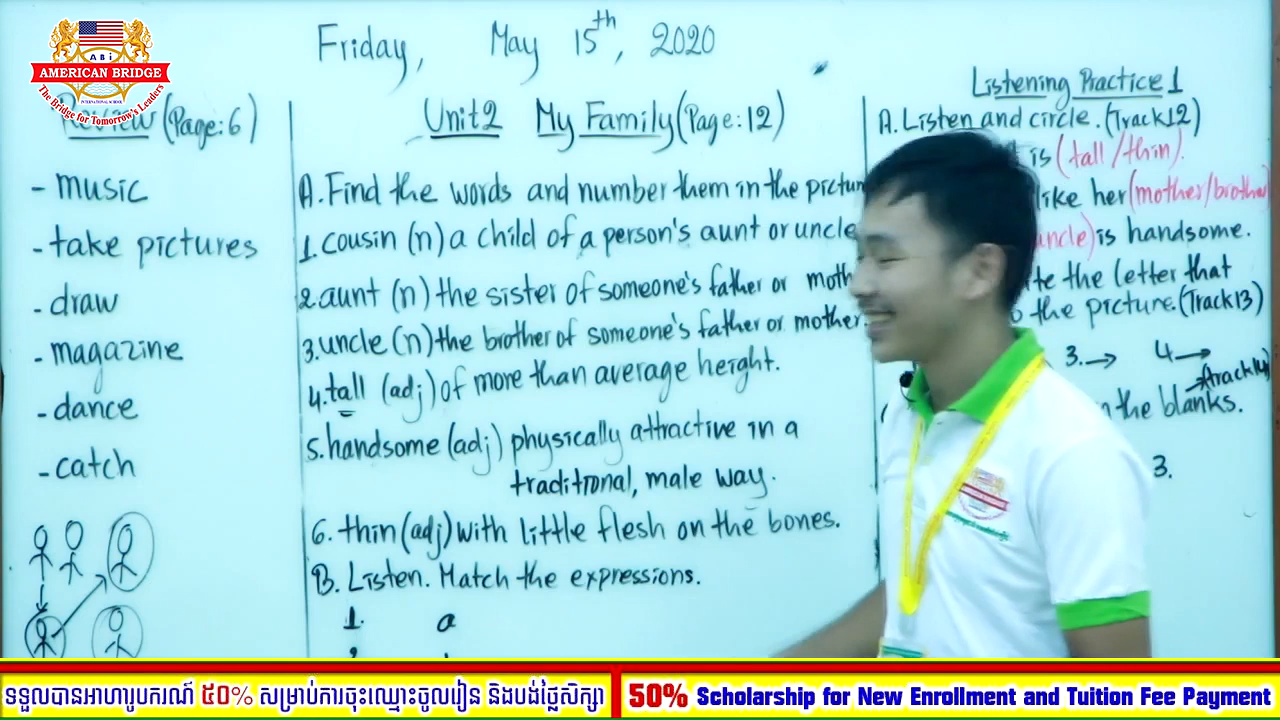 ABi
AMERICAN BRIDGE
INTERNATIONAL SCHOOL
The Bridge for Tomorrow's Leaders
Friday, May 15th, 2020
Review (Page:6)
- music
- take pictures
- draw
- magazine
- dance
- catch
Unit2 My Family (Page:12)
A. Find the words and number them in the pictur
1. cousin (n) a child of a person's aunt or uncle
2. aunt (n) the sister of someone's father or moth
3. uncle (n) the brother of someone's father or mother.
4. tall (adj) of more than average height.
5. handsome (adj) physically attractive in a
traditional, male way.
6. thin (adj) with little flesh on the bones.
B. Listen. Match the expressions.
1. a
Listening Practice 1
A. Listen and circle. (Track12)
is (tall/thin).
like her (mother/brother)
uncle) is handsome.
te the letter that
the picture. (Track13)
3.→ 4.→
→(track14)
n the blanks.
3.
AMERICAN BRIDGE
ទទួលបានអាហារូបករណ៍ ៥០% សម្រាប់ការចុះឈ្មោះចូលរៀន និងបង់ថ្លៃសិក្សា
50% Scholarship for New Enrollment and Tuition Fee Payment